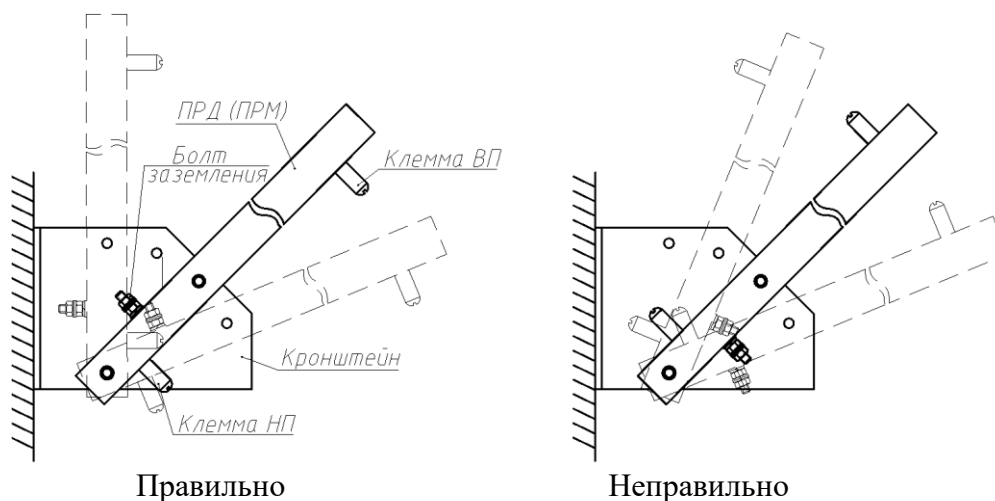 ПРД (ПРМ)
Болт
заземления
Клемма ВП
Кронштейн
Клемма НП
Правильно
Неправильно